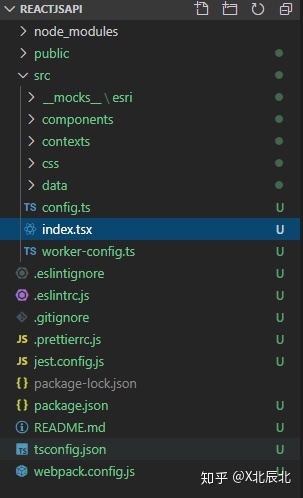 REACTJSAPI
node_modules
public
src
__mocks__ \ esri
components
contexts
css
data
TS config.ts U
index.tsx U
TS worker-config.ts U
.eslintignore U
.eslintrc.js U
.gitignore U
JS .prettierrc.js U
JS jest.config.js U
{} package-lock.json
{} package.json U
README.md U
tsconfig.json U
webpack.config.js U
知乎 @X北辰北